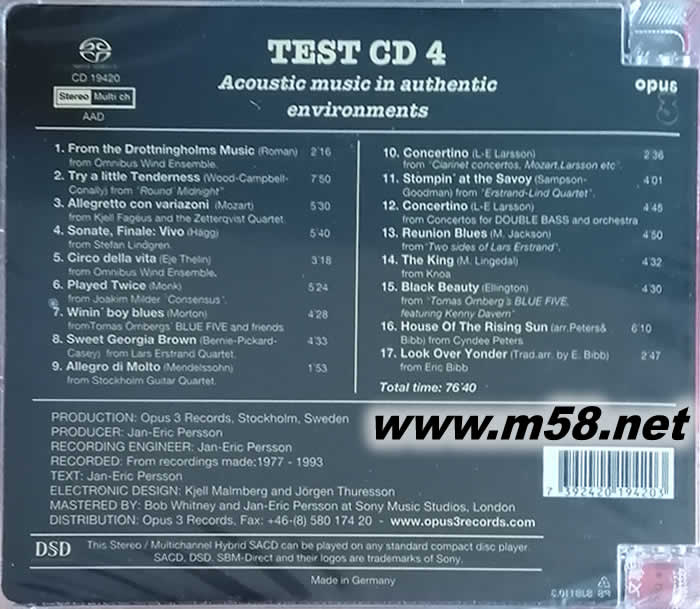 TEST CD 4
Acoustic music in authentic
environments
CD 19420
Stereo Multi ch
AAD
opus
3
1. From the Drottningholms Music (Roman) 2'16
from Omnibus Wind Ensemble.
2. Try a little Tenderness (Wood-Campbell-
Conally) from "Round Midnight" 7'50
3. Allegretto con variazoni (Mozart) 5'30
from Kjell Fagéus and the Zetterqvist Quartet.
4. Sonate, Finale: Vivo (Hägg) 5'40
from Stefan Lindgren.
5. Circo della vita (Eje Thelin) 3'18
from Omnibus Wind Ensemble.
6. Played Twice (Monk) 5'24
from Joakim Milder 'Consensus'.
7. Winin' boy blues (Morton) 4'28
from Tomas Ornbergs' BLUE FIVE and friends
8. Sweet Georgia Brown (Bernie-Pickard- 4'33
Casey) from Lars Erstrand Quartet.
9. Allegro di Molto (Mendelssohn) 1'53
from Stockholm Guitar Quartet.
10. Concertino (L-E Larsson) 2'36
from "Clarinet concertos, Mozart,Larsson etc".
11. Stompin' at the Savoy (Sampson- 4'01
Goodman) from "Erstrand-Lind Quartet".
12. Concertino (L-E Larsson) 4'45
from Concertos for DOUBLE BASS and orchestra
13. Reunion Blues (M. Jackson) 4'50
from"Two sides of Lars Erstrand".
14. The King (M. Lingedal) 4'32
from Knoa
15. Black Beauty (Ellington) 4'30
from "Tomas Ornberg's BLUE FIVE,
featuring Kenny Davern"
16. House Of The Rising Sun (arr.Peters& 6'10
Bibb) from Cyndee Peters
17. Look Over Yonder (Trad.arr. by E. Bibb) 2'47
from Eric Bibb
Total time: 76'40
www.m58.net
PRODUCTION: Opus 3 Records, Stockholm, Sweden
PRODUCER: Jan-Eric Persson
RECORDING ENGINEER: Jan-Eric Persson
RECORDED: From recordings made:1977 - 1993
TEXT: Jan-Eric Persson
ELECTRONIC DESIGN: Kjell Malmberg and Jörgen Thuresson
MASTERED BY: Bob Whitney and Jan-Eric Persson at Sony Music Studios, London
DISTRIBUTION: Opus 3 Records, Fax: +46-(8) 580 174 20 - www.opus3records.com
7 392420 194203
DSD
This Stereo / Multichannel Hybrid SACD can be played on any standard compact disc player.
SACD, DSD, SBM-Direct and their logos are trademarks of Sony.
Made in Germany